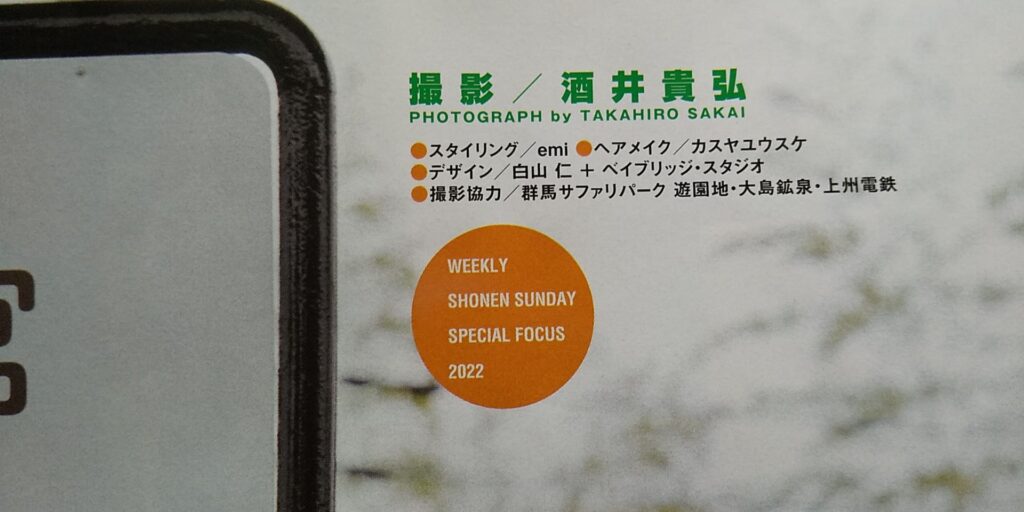 撮影／酒井貴弘
PHOTOGRAPH by TAKAHIRO SAKAI
●スタイリング／emi ●ヘアメイク／カスヤユウスケ
●デザイン／白山 仁 ＋ ベイブリッジ・スタジオ
●撮影協力／群馬サファリパーク 遊園地・大島鉱泉・上州電鉄
WEEKLY
SHONEN SUNDAY
SPECIAL FOCUS
2022